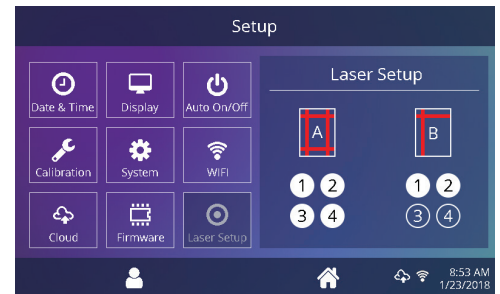 Setup
Date & Time
Display
Auto On/Off
Calibration
System
WIFI
Cloud
Firmware
Laser Setup
Laser Setup
A
B
1 2
3 4
1 2
3 4
8:53 AM
1/23/2018